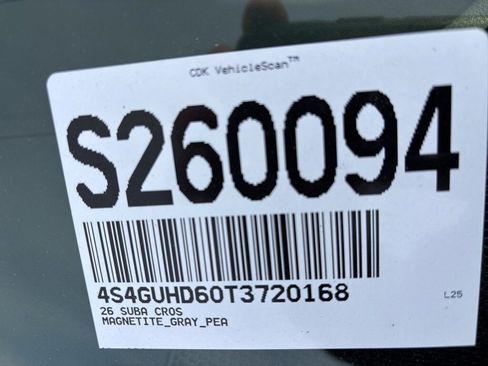 CDK VehicleScan™
S260094
4S4GUHD60T3720168
L25
26 SUBA CROS
MAGNETITE_GRAY_PEA